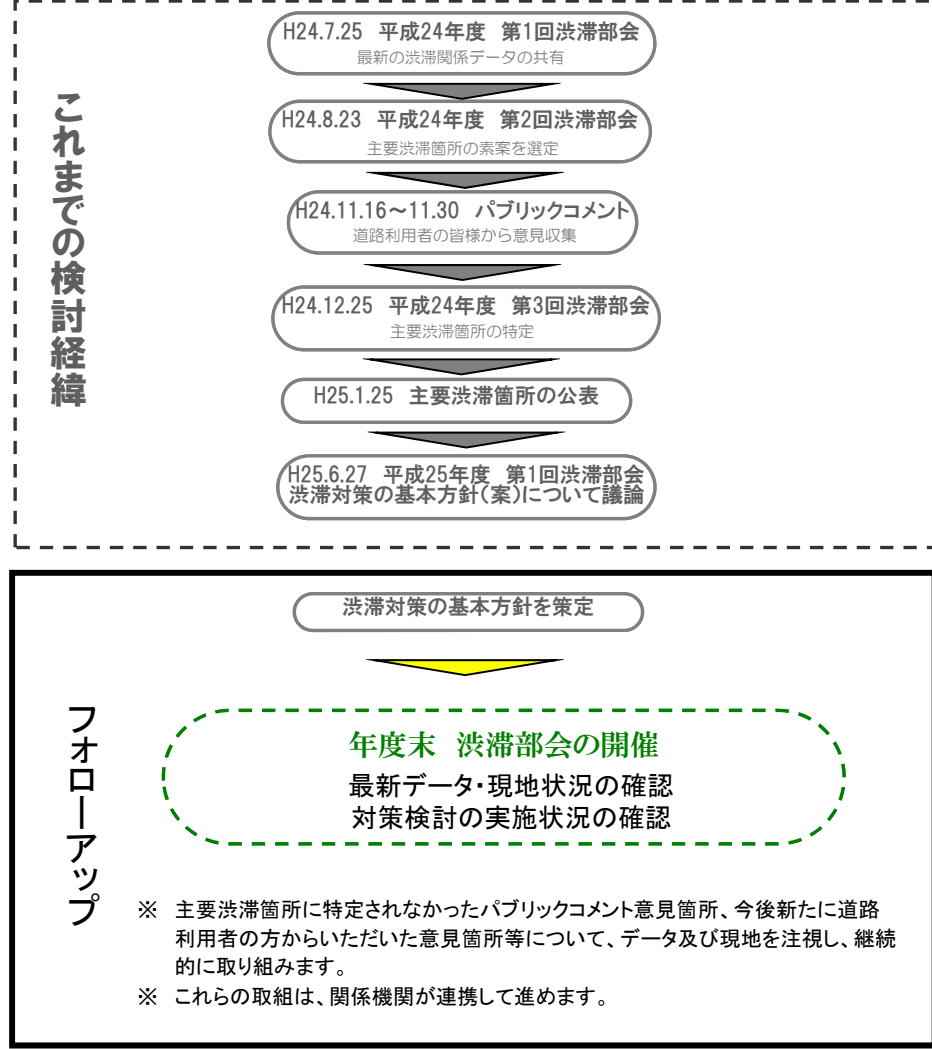 これまでの検討経緯
H24.7.25 平成24年度 第1回渋滞部会
最新の渋滞関係データの共有
H24.8.23 平成24年度 第2回渋滞部会
主要渋滞箇所の素案を選定
H24.11.16～11.30 パブリックコメント
道路利用者の皆様から意見収集
H24.12.25 平成24年度 第3回渋滞部会
主要渋滞箇所の特定
H25.1.25 主要渋滞箇所の公表
H25.6.27 平成25年度 第1回渋滞部会
渋滞対策の基本方針(案)について議論
フォローアップ
渋滞対策の基本方針を策定
年度末 渋滞部会の開催
最新データ・現地状況の確認
対策検討の実施状況の確認
※ 主要渋滞箇所に特定されなかったパブリックコメント意見箇所、今後新たに道路
利用者の方からいただいた意見箇所等について、データ及び現地を注視し、継続
的に取り組みます。
※ これらの取組は、関係機関が連携して進めます。